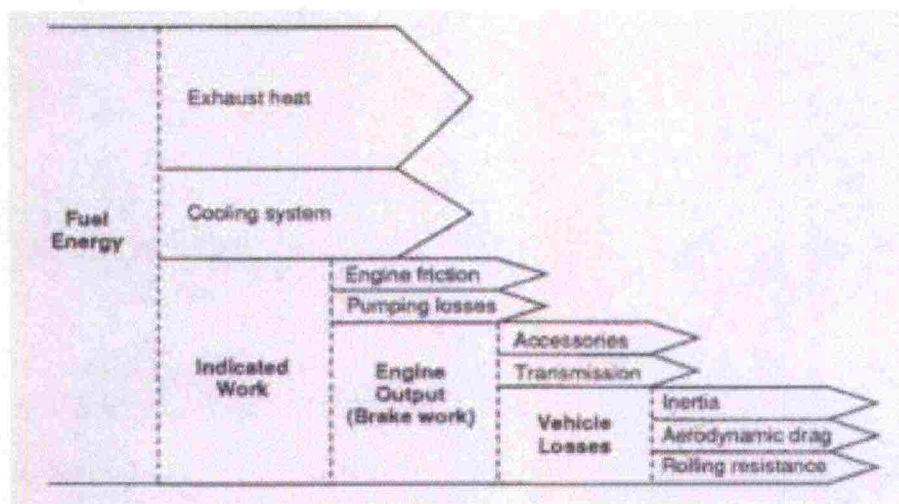 Exhaust heat
Cooling system
Fuel
Energy
Engine friction
Pumping losses
Indicated
Work
Engine
Output
(Brake work)
Accessories
Transmission
Vehicle
Losses
Inertia
Aerodynamic drag
Rolling resistance